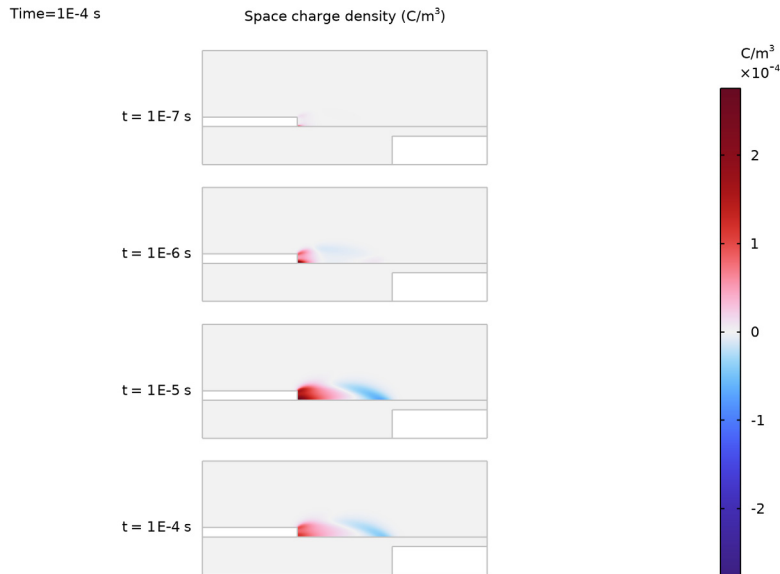 Time=1E-4 s
Space charge density (C/m³)
C/m³
×10⁻⁴
t = 1E-7 s
t = 1E-6 s
t = 1E-5 s
t = 1E-4 s
2
1
0
-1
-2